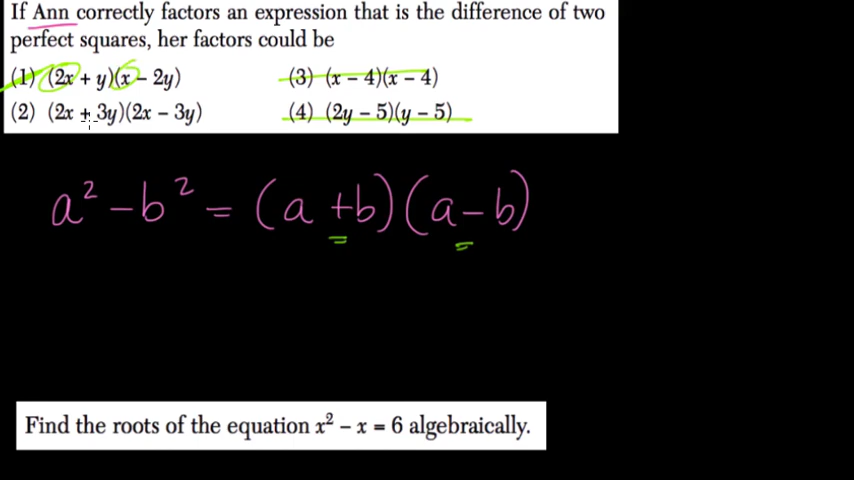 If Ann correctly factors an expression that is the difference of two
perfect squares, her factors could be
(1) (2x + y)(x − 2y) (3) (x − 4)(x − 4)
(2) (2x + 3y)(2x − 3y) (4) (2y − 5)(y − 5)
a² − b² = (a + b)(a − b)
Find the roots of the equation x² − x = 6 algebraically.